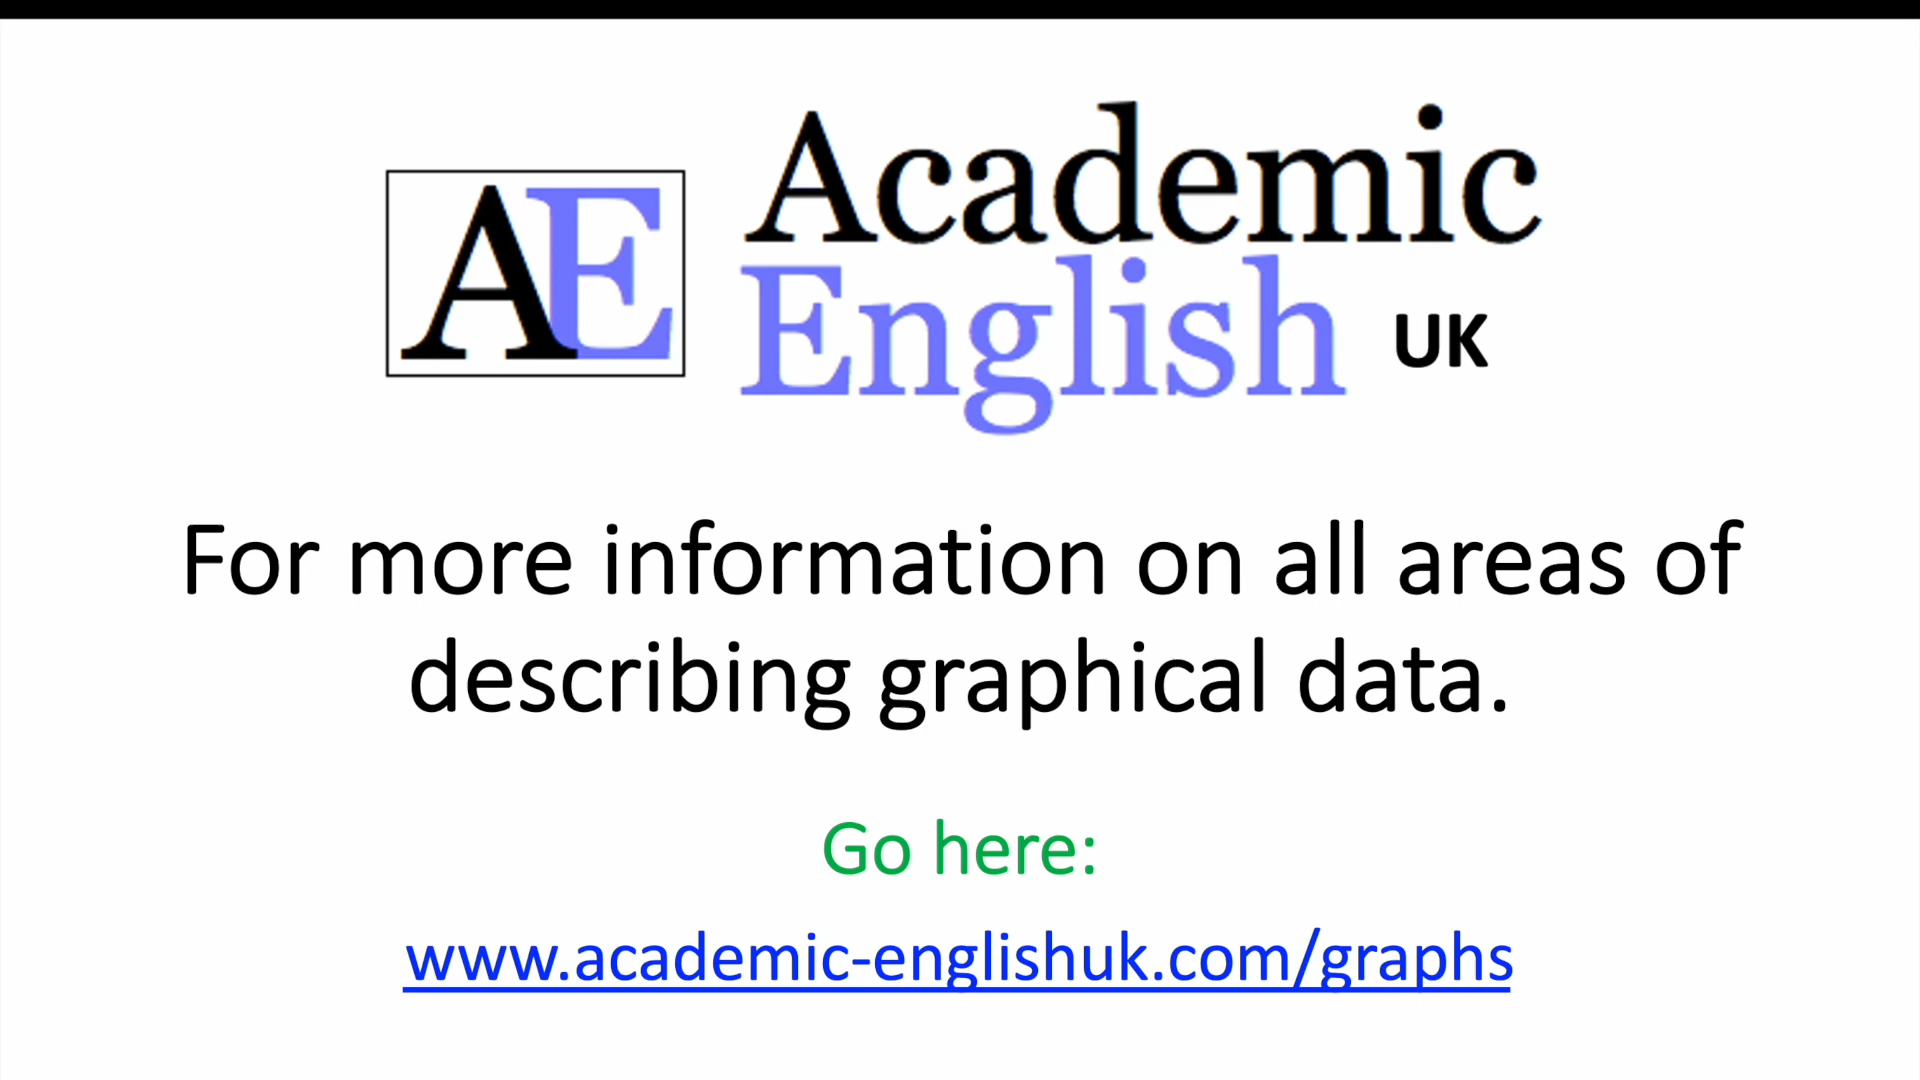 AE
Academic
English UK
For more information on all areas of
describing graphical data.
Go here:
www.academic-englishuk.com/graphs